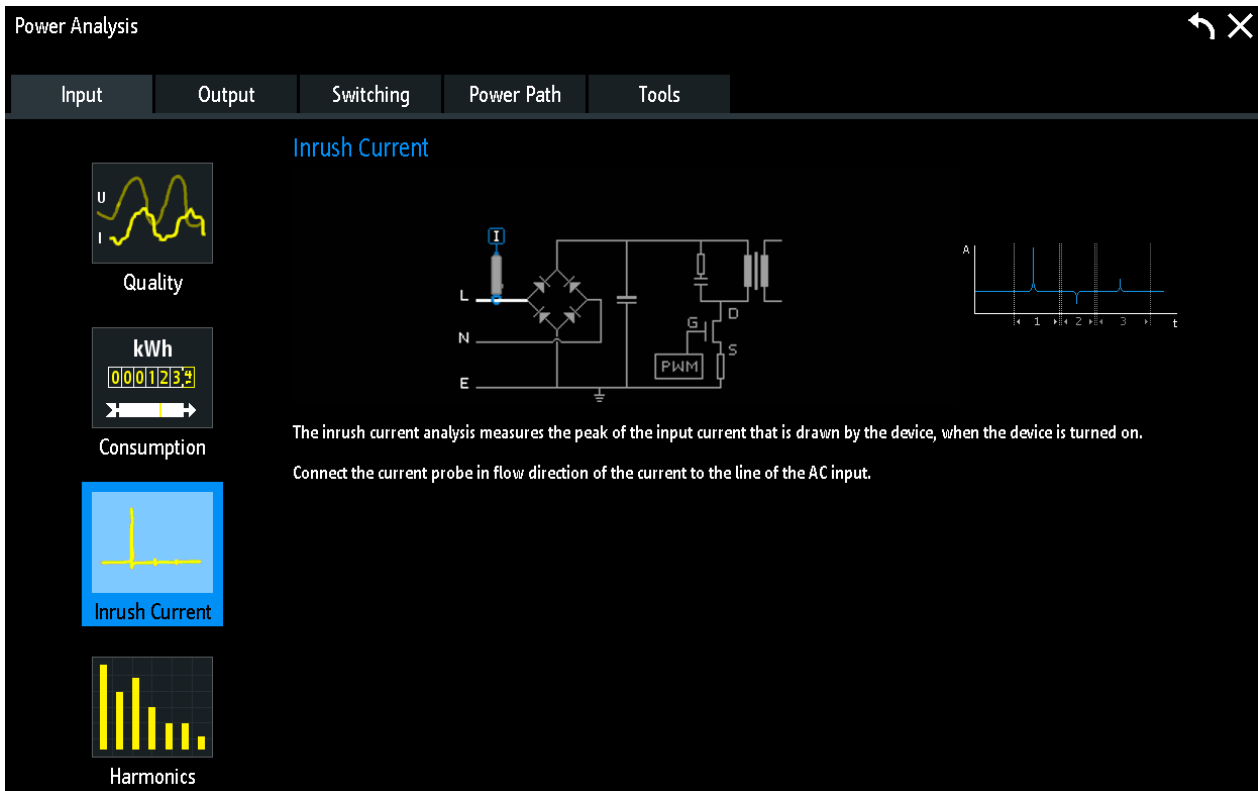 Power Analysis
Input Output Switching Power Path Tools
Inrush Current
U
I
Quality
kWh
000123 4
Consumption
Inrush Current
Harmonics
I
L
N
E
G
D
S
PWM
A
1 2 3 t
The inrush current analysis measures the peak of the input current that is drawn by the device, when the device is turned on.
Connect the current probe in flow direction of the current to the line of the AC input.